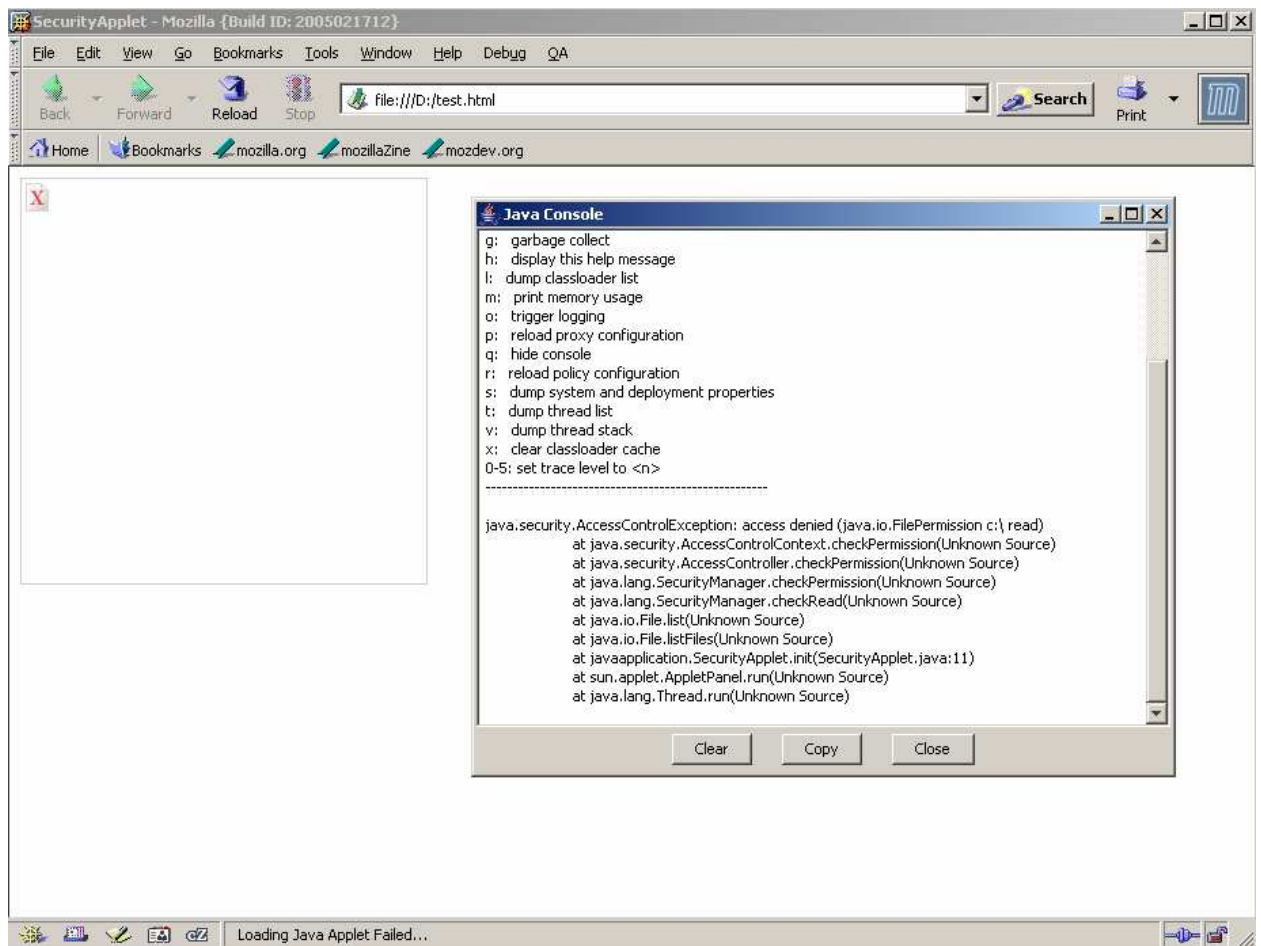 SecurityApplet - Mozilla {Build ID: 2005021712}
File Edit View Go Bookmarks Tools Window Help Debug QA
Back Forward Reload Stop file:///D:/test.html Search Print
Home Bookmarks mozilla.org mozillaZine mozdev.org
X
Java Console
g: garbage collect
h: display this help message
l: dump classloader list
m: print memory usage
o: trigger logging
p: reload proxy configuration
q: hide console
r: reload policy configuration
s: dump system and deployment properties
t: dump thread list
v: dump thread stack
x: clear classloader cache
0-5: set trace level to <n>
----------------------------------------------------
java.security.AccessControlException: access denied (java.io.FilePermission c:\ read)
at java.security.AccessControlContext.checkPermission(Unknown Source)
at java.security.AccessController.checkPermission(Unknown Source)
at java.lang.SecurityManager.checkPermission(Unknown Source)
at java.lang.SecurityManager.checkRead(Unknown Source)
at java.io.File.list(Unknown Source)
at java.io.File.listFiles(Unknown Source)
at javaapplication.SecurityApplet.init(SecurityApplet.java:11)
at sun.applet.AppletPanel.run(Unknown Source)
at java.lang.Thread.run(Unknown Source)
Clear Copy Close
cZ Loading Java Applet Failed...